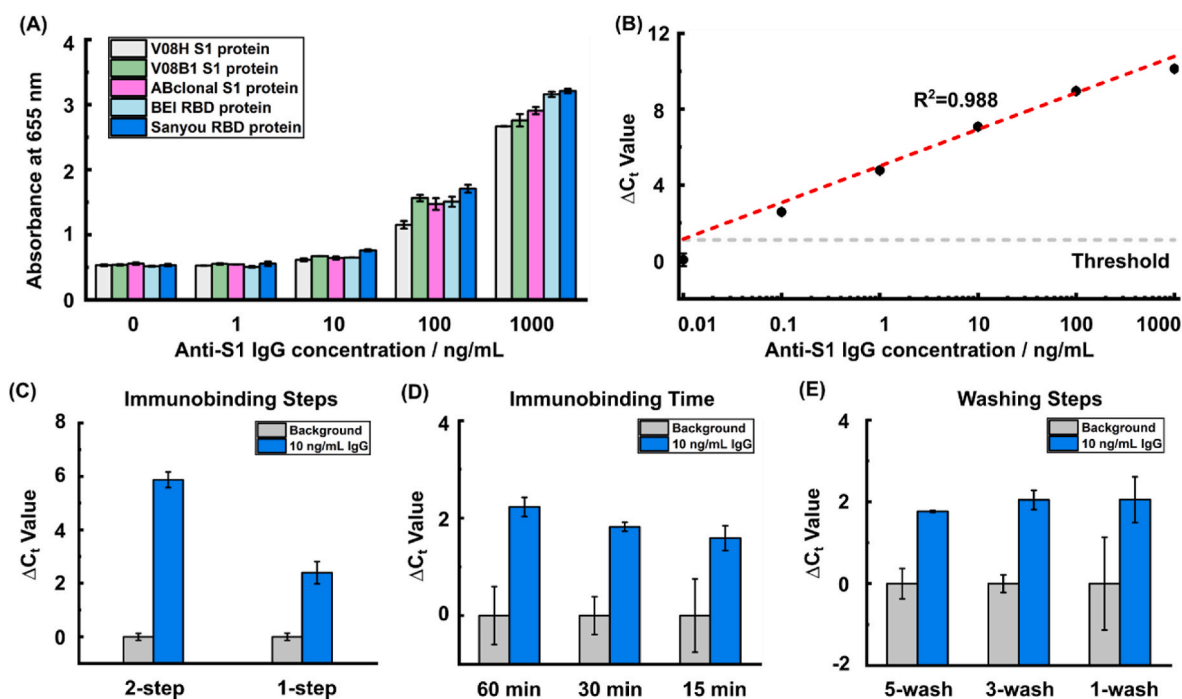 (A)
V08H S1 protein
V08B1 S1 protein
ABclonal S1 protein
BEI RBD protein
Sanyou RBD protein
Absorbance at 655 nm
4
3
2
1
0
0 1 10 100 1000
Anti-S1 IgG concentration / ng/mL
(B)
R²=0.988
Threshold
ΔCt Value
12
8
4
0
0.01 0.1 1 10 100 1000
Anti-S1 IgG concentration / ng/mL
(C) Immunobinding Steps
Background
10 ng/mL IgG
ΔCt Value
8
6
4
2
0
2-step 1-step
(D) Immunobinding Time
Background
10 ng/mL IgG
ΔCt Value
4
2
0
60 min 30 min 15 min
(E) Washing Steps
Background
10 ng/mL IgG
ΔCt Value
4
2
0
-2
5-wash 3-wash 1-wash